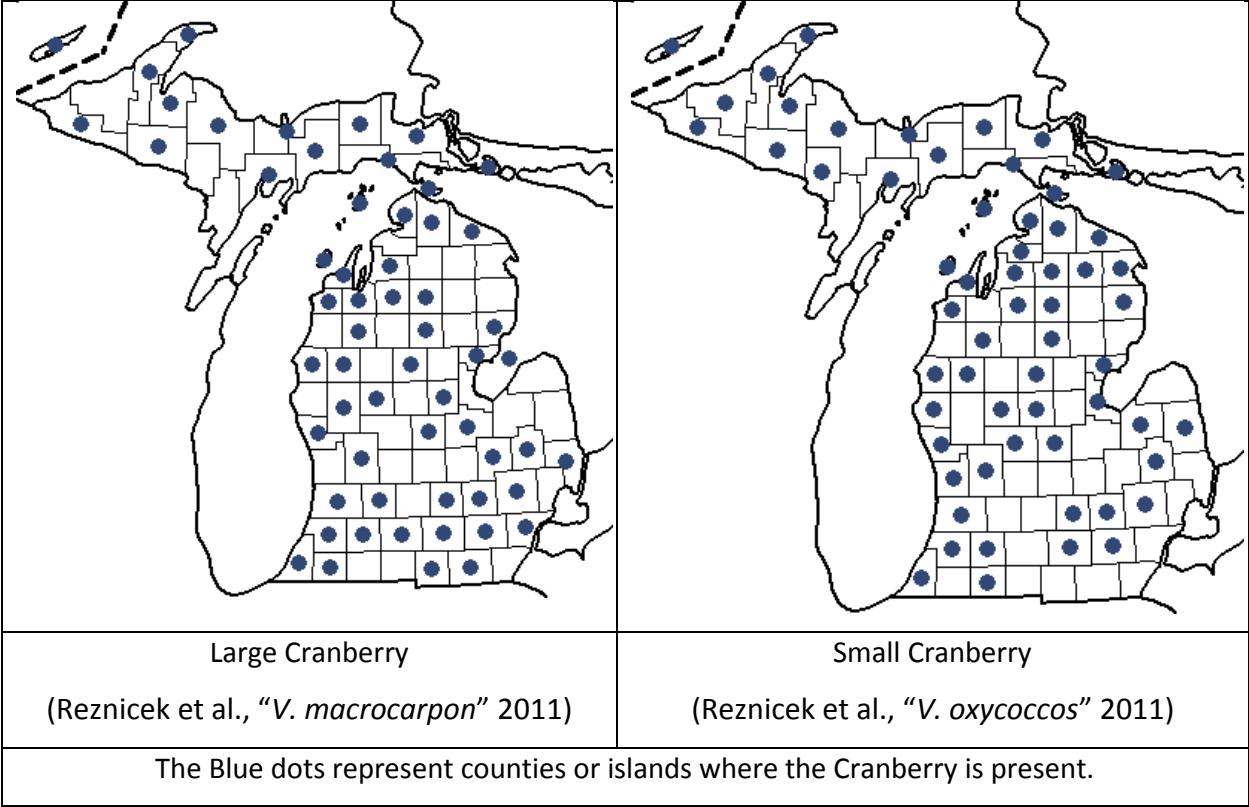 Large Cranberry
(Reznicek et al., “V. macrocarpon” 2011)
Small Cranberry
(Reznicek et al., “V. oxycoccos” 2011)
The Blue dots represent counties or islands where the Cranberry is present.